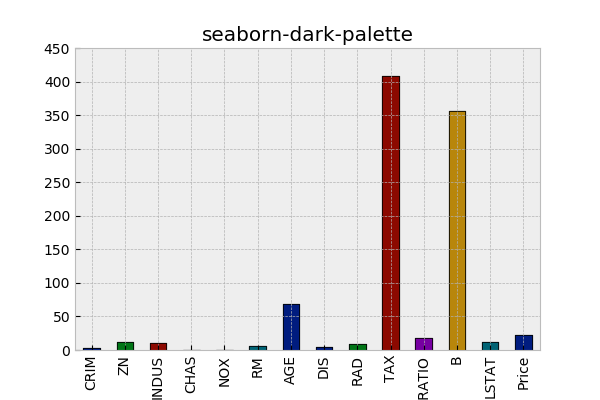 seaborn-dark-palette
450
400
350
300
250
200
150
100
50
0
CRIM
ZN
INDUS
CHAS
NOX
RM
AGE
DIS
RAD
TAX
RATIO
B
LSTAT
Price